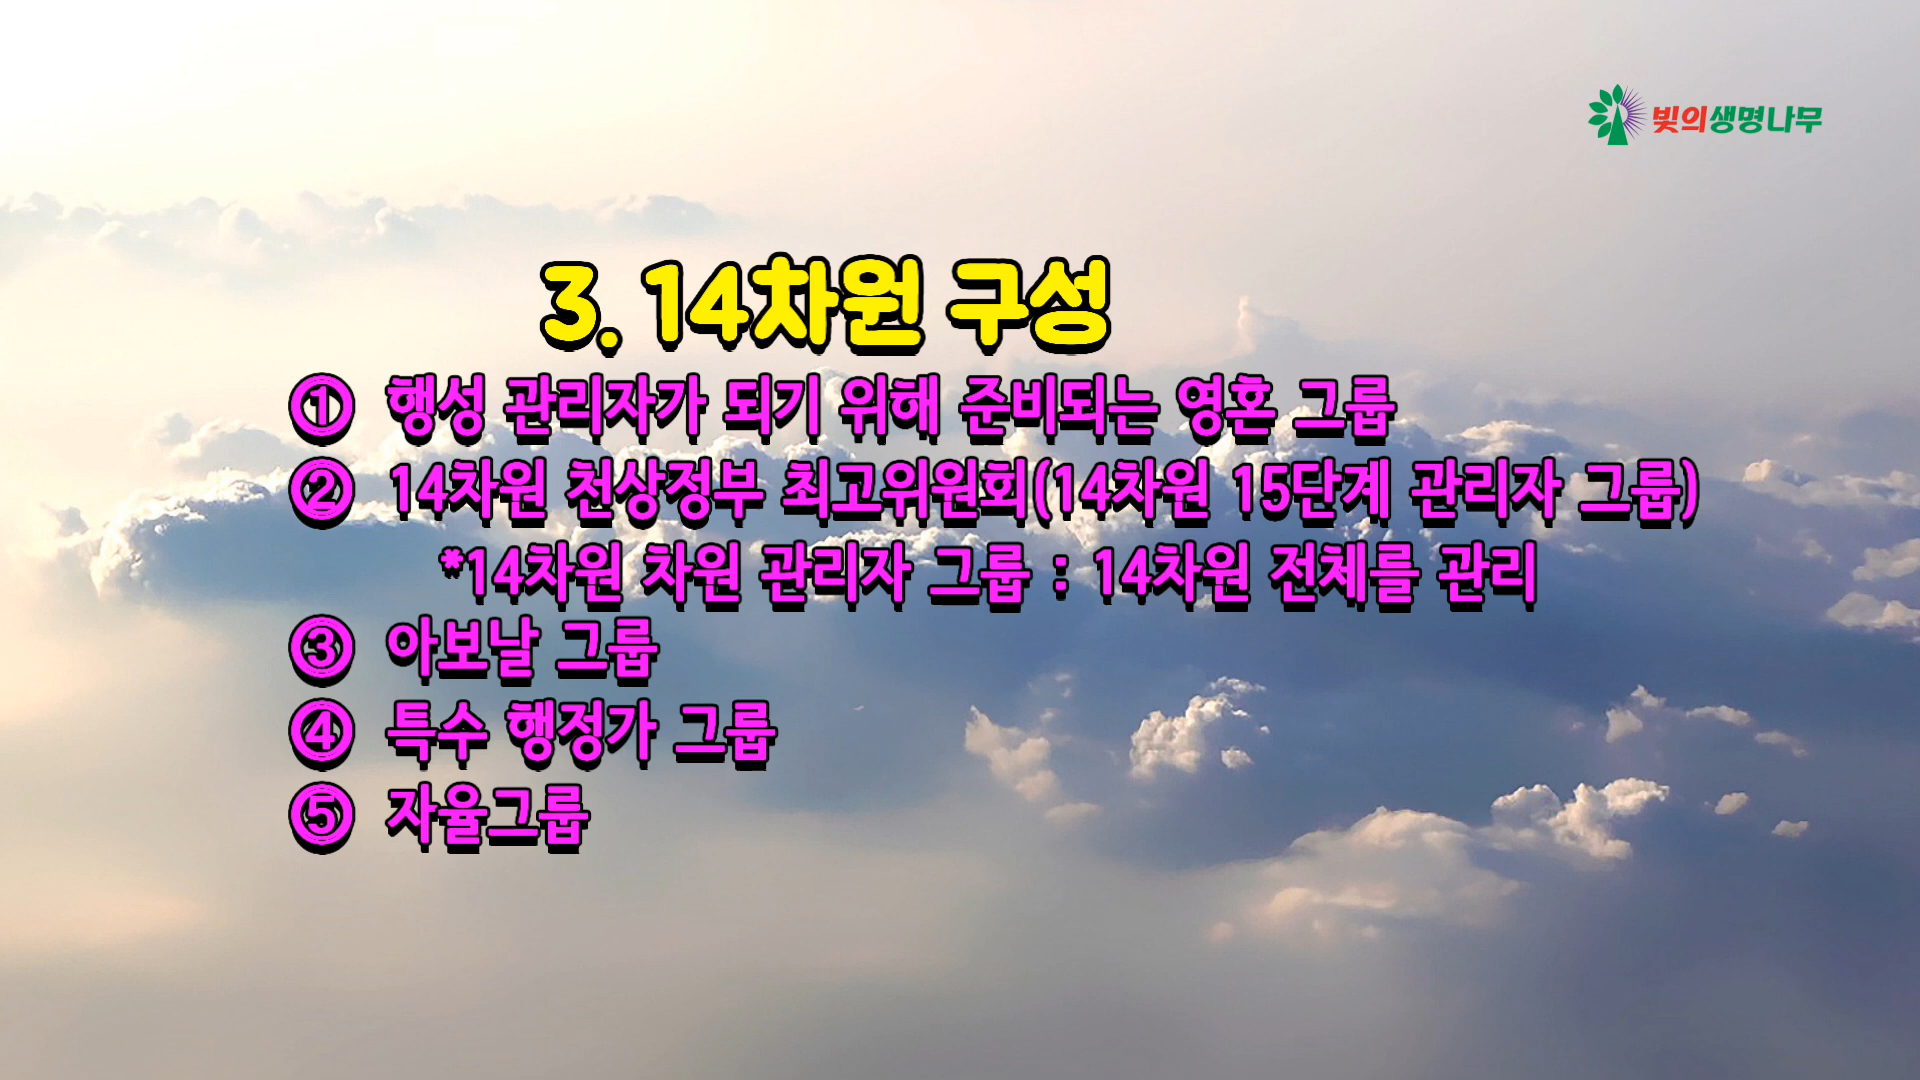 빛의생명나무
3. 14차원 구성
① 행성 관리자가 되기 위해 준비되는 영혼 그룹
② 14차원 천상정부 최고위원회(14차원 15단계 관리자 그룹)
*14차원 차원 관리자 그룹 : 14차원 전체를 관리
③ 아보날 그룹
④ 특수 행정가 그룹
⑤ 자율그룹